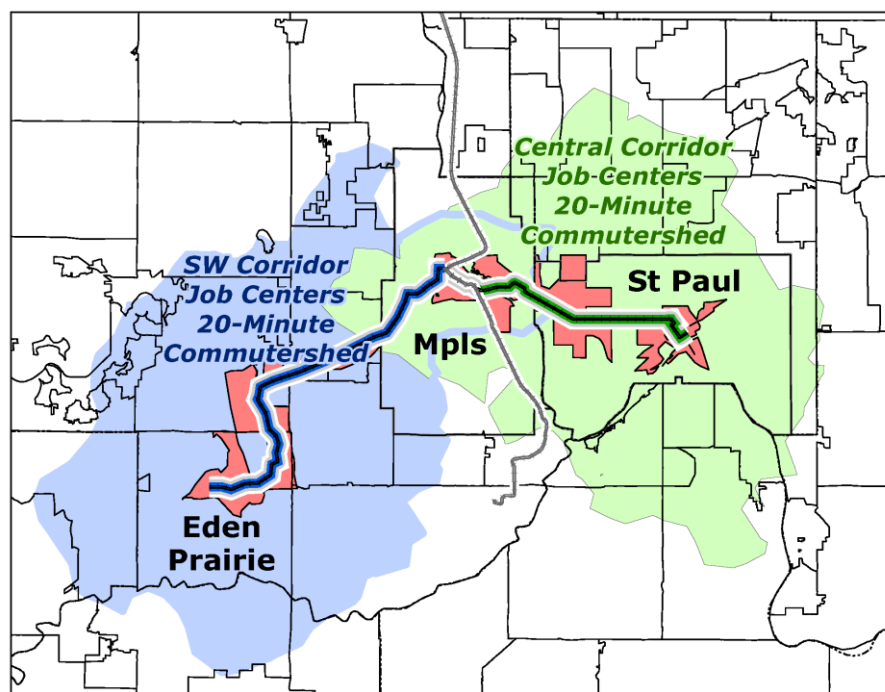 Central Corridor
Job Centers
20-Minute
Commutershed
SW Corridor
Job Centers
20-Minute
Commutershed
St Paul
Mpls
Eden
Prairie